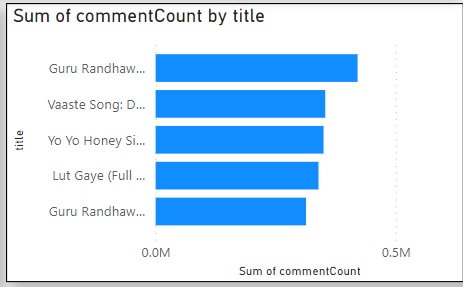 Sum of commentCount by title
title
Guru Randhaw...
Vaaste Song: D...
Yo Yo Honey Si...
Lut Gaye (Full ...
Guru Randhaw...
0.0M 0.5M
Sum of commentCount